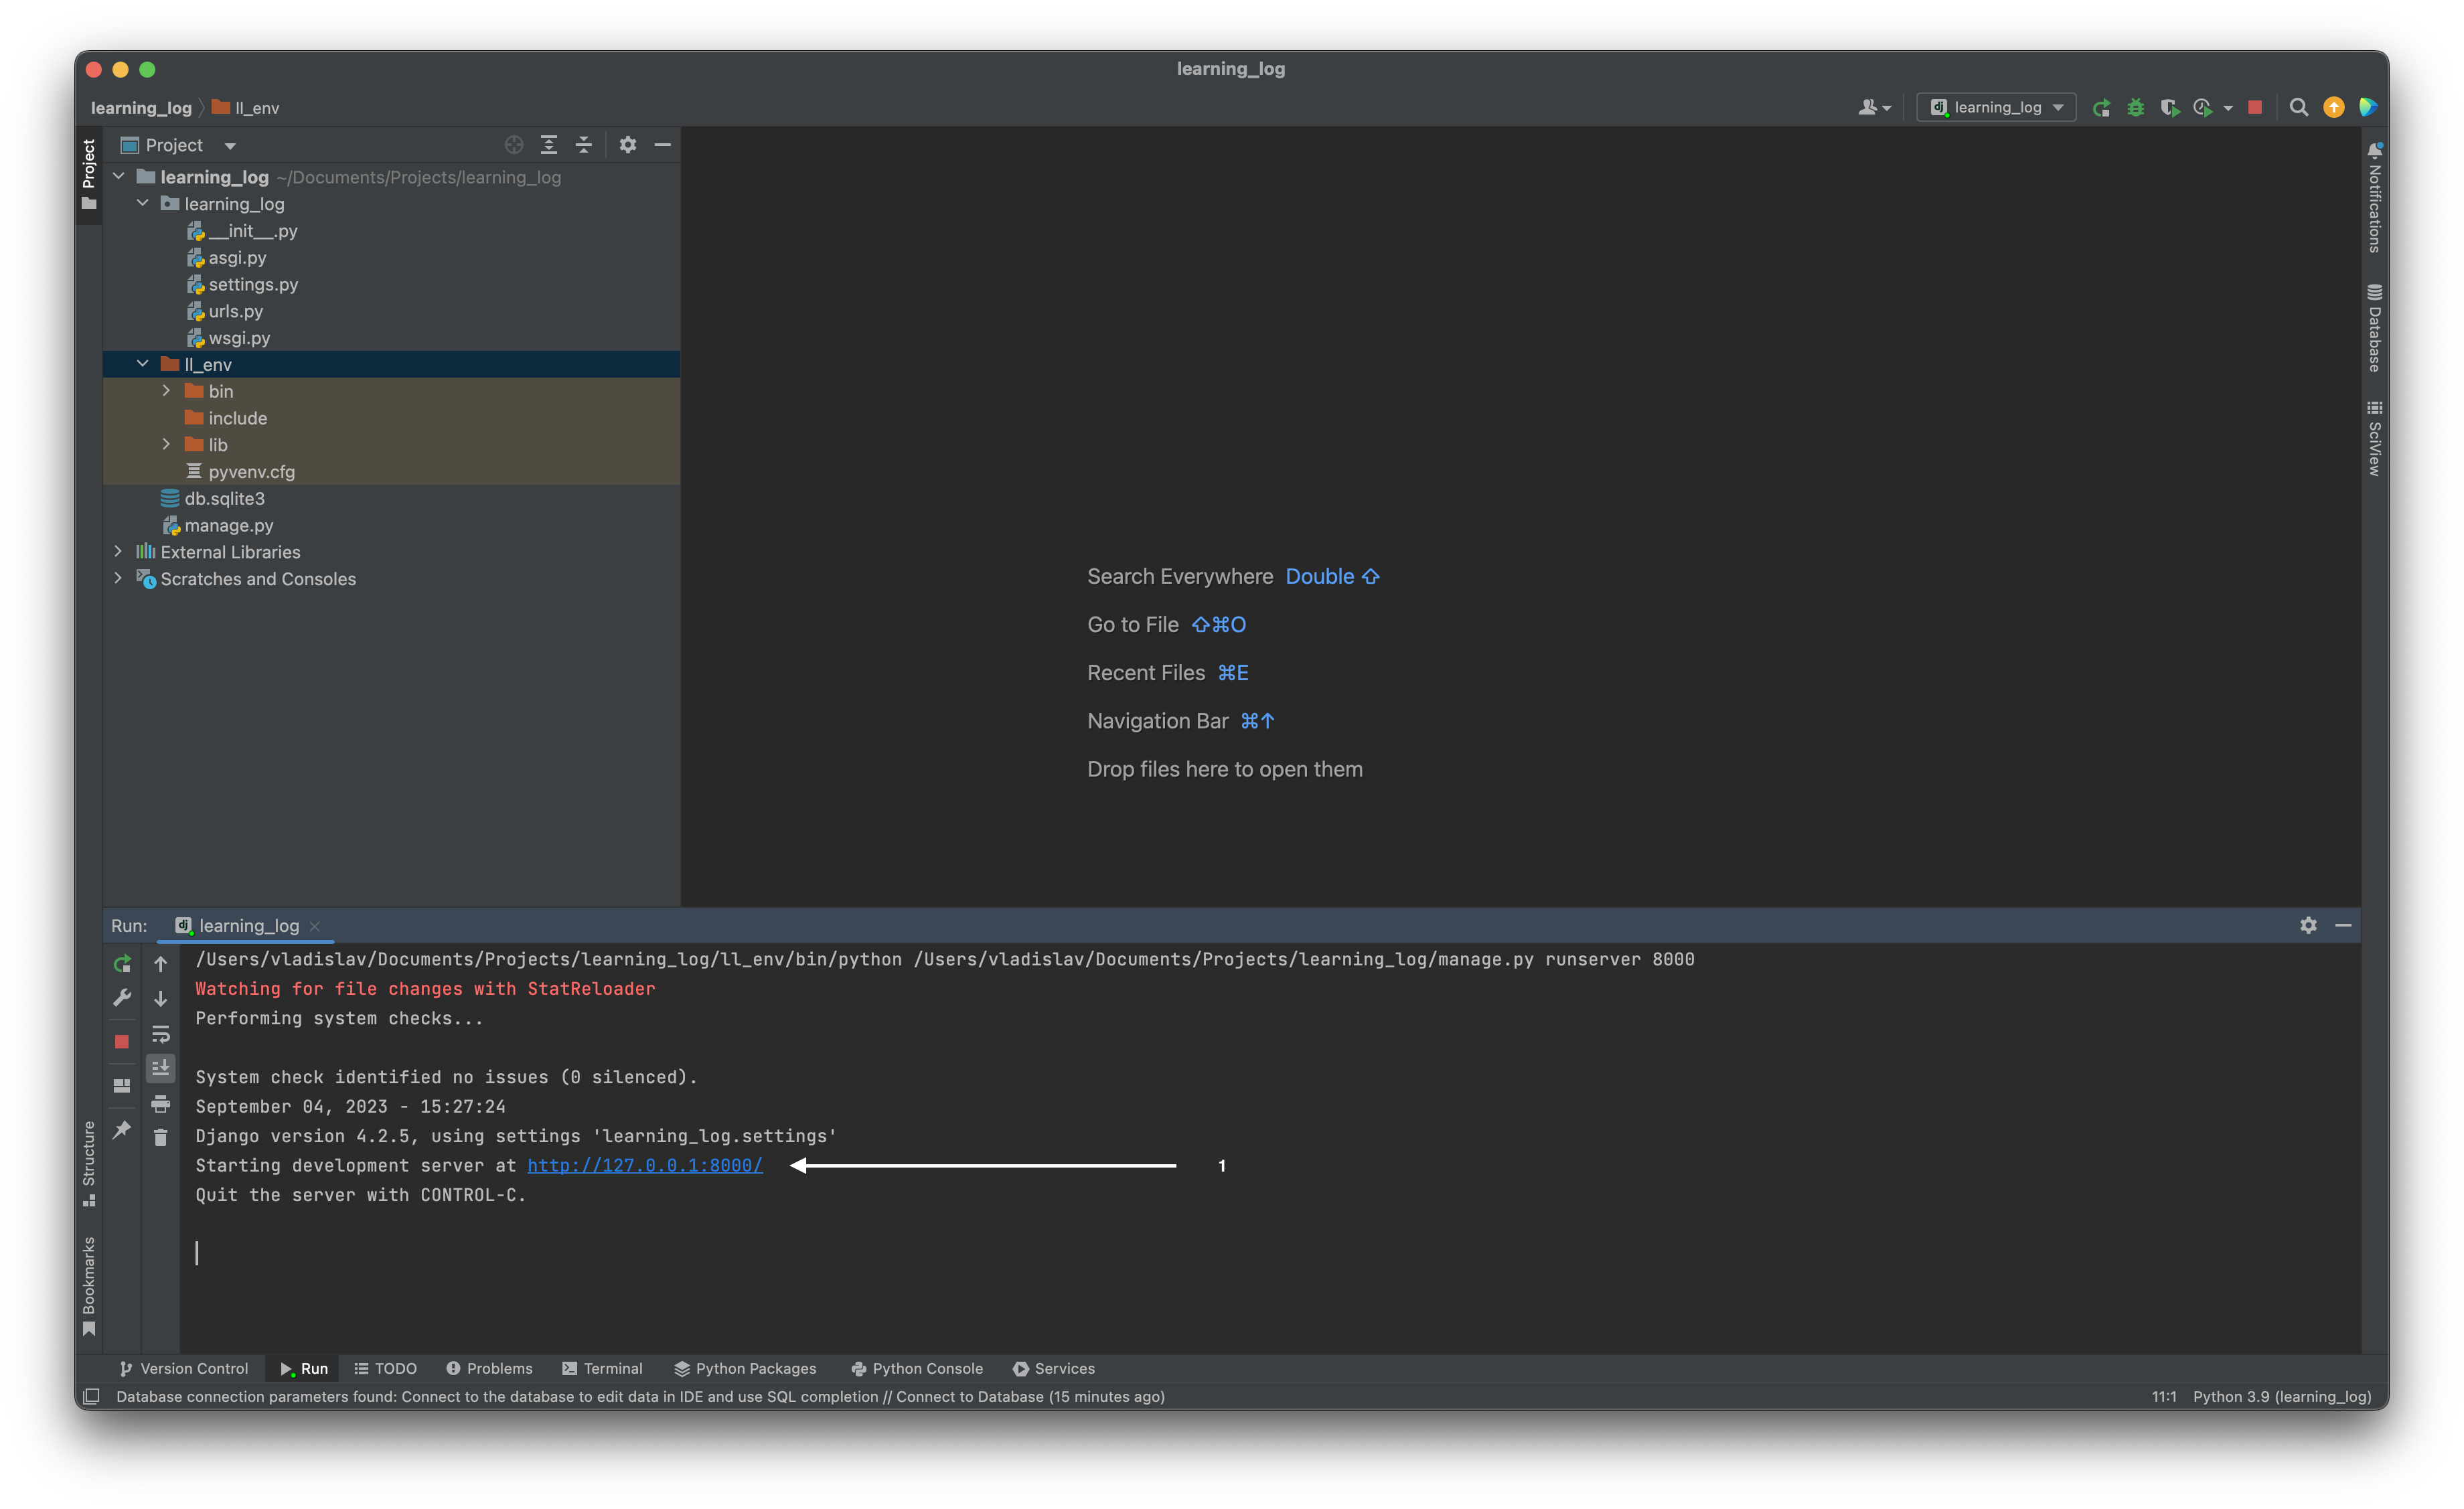 learning_log
learning_log ll_env
learning_log
Project
Project
learning_log ~/Documents/Projects/learning_log
learning_log
__init__.py
asgi.py
settings.py
urls.py
wsgi.py
ll_env
bin
include
lib
pyvenv.cfg
db.sqlite3
manage.py
External Libraries
Scratches and Consoles
Search Everywhere Double ⇧
Go to File ⇧⌘O
Recent Files ⌘E
Navigation Bar ⌘↑
Drop files here to open them
Notifications
Database
SciView
Run: dj learning_log
/Users/vladislav/Documents/Projects/learning_log/ll_env/bin/python /Users/vladislav/Documents/Projects/learning_log/manage.py runserver 8000
Watching for file changes with StatReloader
Performing system checks...
System check identified no issues (0 silenced).
September 04, 2023 - 15:27:24
Django version 4.2.5, using settings 'learning_log.settings'
Starting development server at http://127.0.0.1:8000/ 1
Quit the server with CONTROL-C.
Structure
Bookmarks
Version Control Run TODO Problems Terminal Python Packages Python Console Services
Database connection parameters found: Connect to the database to edit data in IDE and use SQL completion // Connect to Database (15 minutes ago) 11:1 Python 3.9 (learning_log)